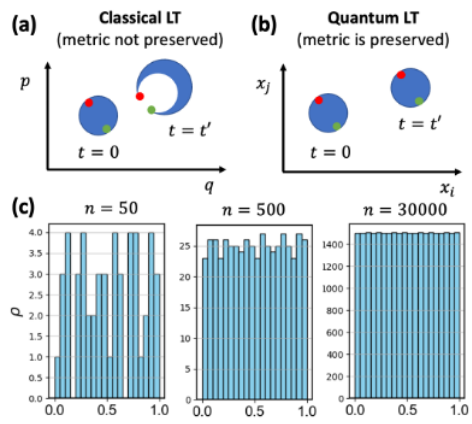 (a) Classical LT
(metric not preserved)
p
t = 0
t = t′
q
(b) Quantum LT
(metric is preserved)
x_j
t = 0
t = t′
x_i
(c) n = 50 n = 500 n = 30000
ρ
4.0
3.5
3.0
2.5
2.0
1.5
1.0
0.5
0.0
0.0 0.5 1.0
25
20
15
10
5
0
0.0 0.5 1.0
1400
1200
1000
800
600
400
200
0
0.0 0.5 1.0